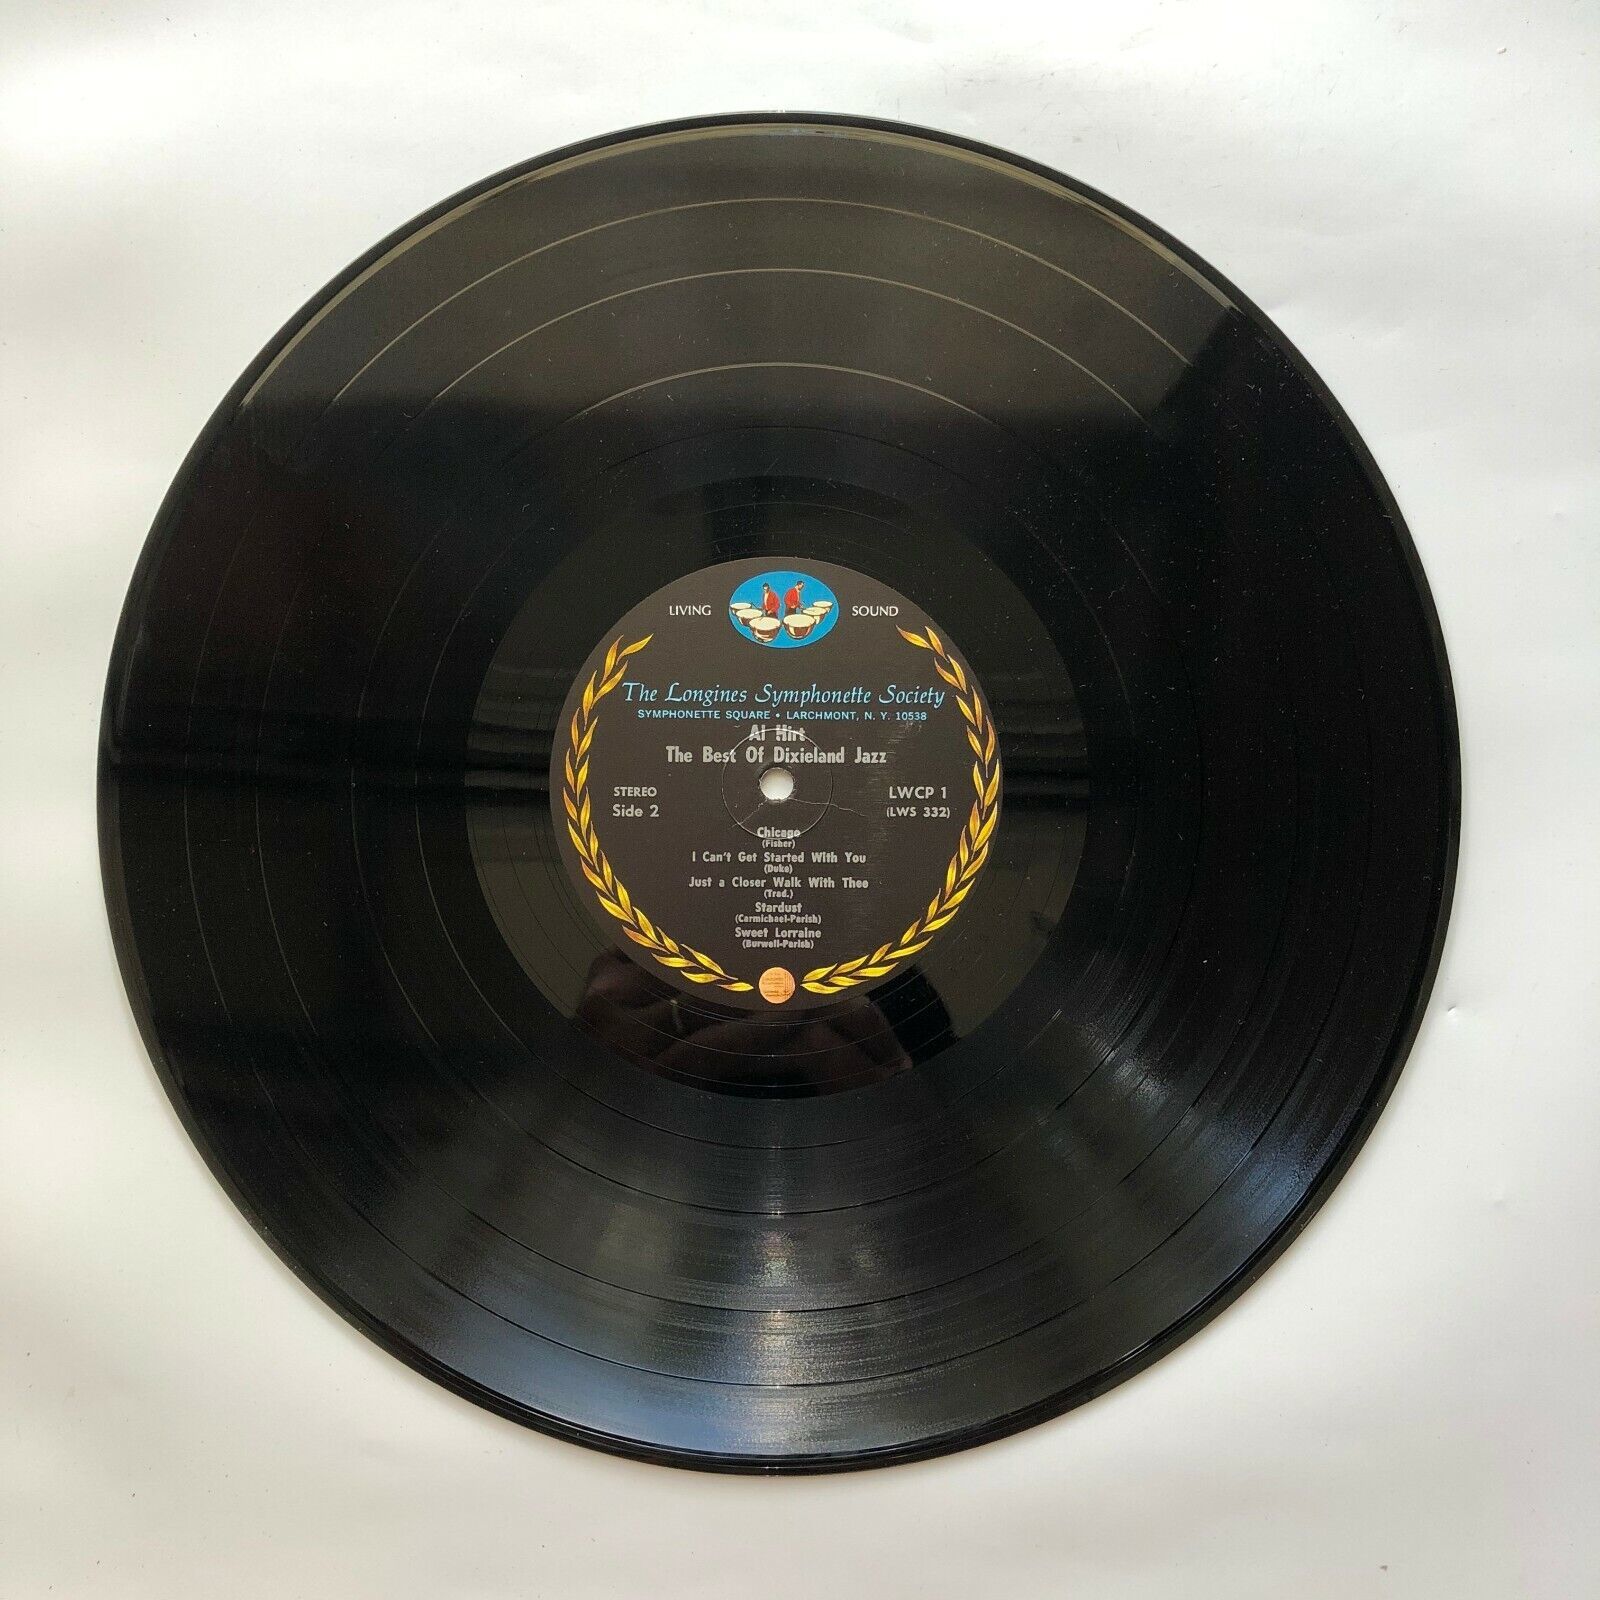 LIVING SOUND
The Longines Symphonette Society
SYMPHONETTE SQUARE • LARCHMONT, N. Y. 10538
Al Hirt
The Best Of Dixieland Jazz
STEREO LWCP 1
Side 2 (LWS 332)
Chicago
(Fisher)
I Can't Get Started With You
(Duke)
Just a Closer Walk With Thee
(Trad.)
Stardust
(Carmichael-Parish)
Sweet Lorraine
(Burwell-Parish)